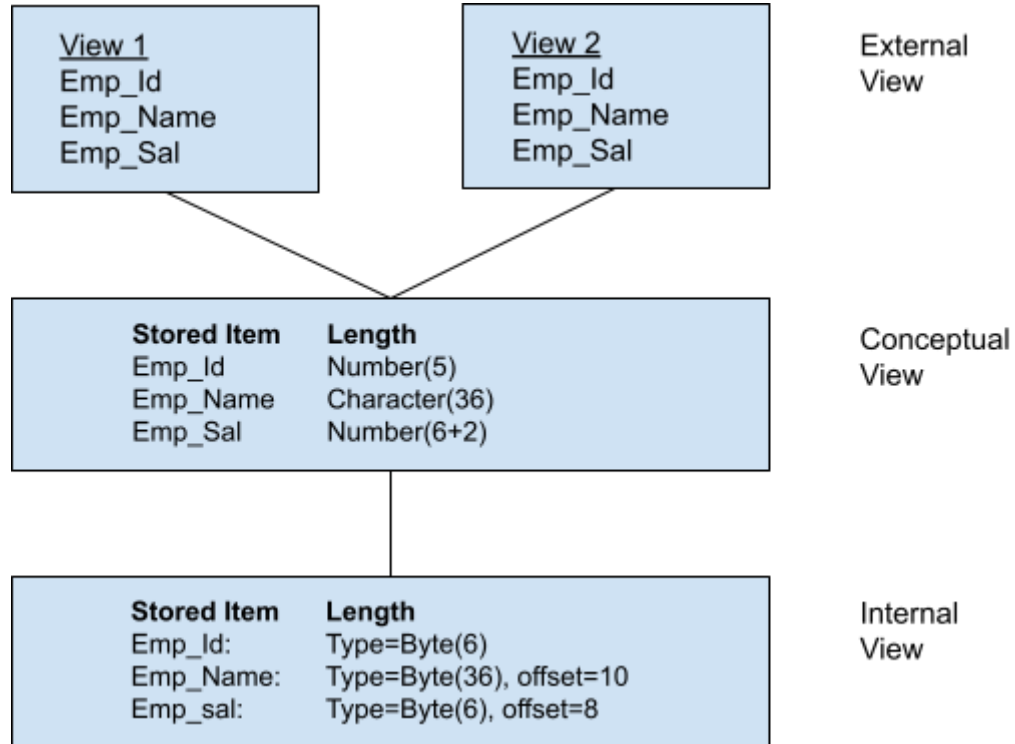 View 1
Emp_Id
Emp_Name
Emp_Sal
View 2
Emp_Id
Emp_Name
Emp_Sal
External
View
Stored Item Length
Emp_Id Number(5)
Emp_Name Character(36)
Emp_Sal Number(6+2)
Conceptual
View
Stored Item Length
Emp_Id: Type=Byte(6)
Emp_Name: Type=Byte(36), offset=10
Emp_sal: Type=Byte(6), offset=8
Internal
View